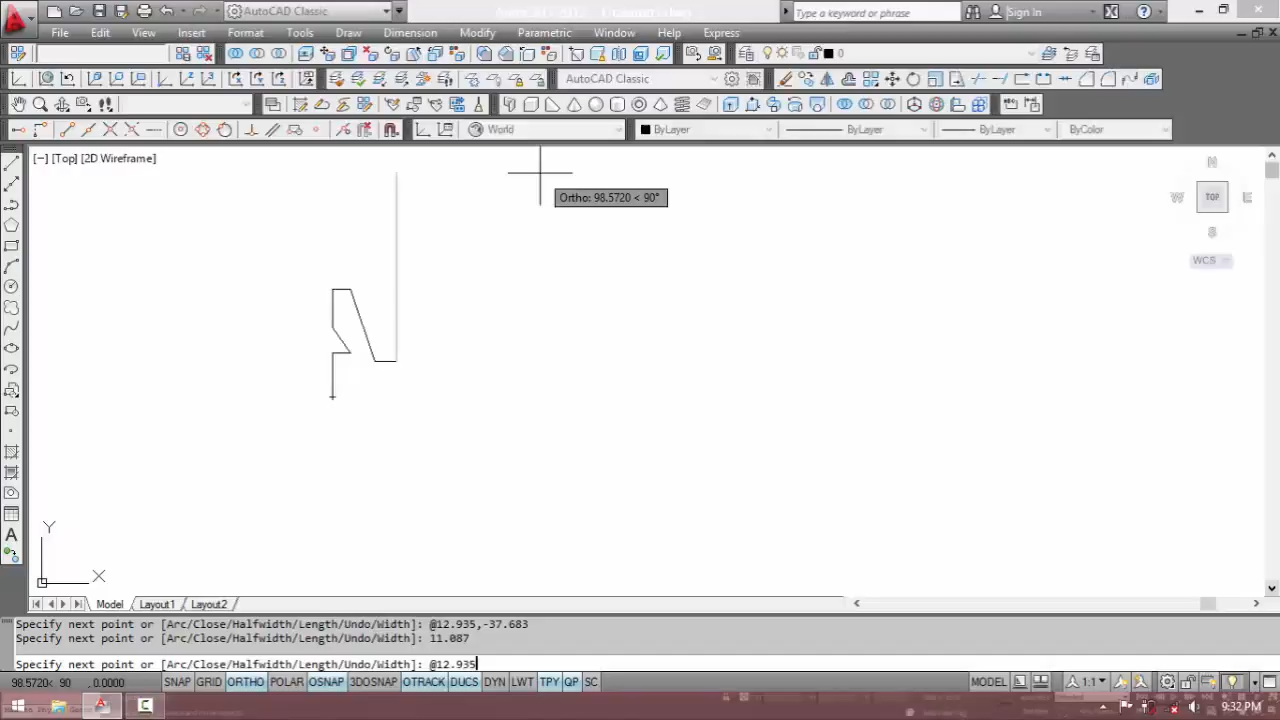 AutoCAD Classic
Type a keyword or phrase
Sign In
File Edit View Insert Format Tools Draw Dimension Modify Parametric Window Help Express
0
AutoCAD Classic
World
ByLayer
ByLayer
ByLayer
ByColor
[−] [Top] [2D Wireframe]
N
W TOP E
S
WCS
Ortho: 98.5720 < 90°
Y
X
Model Layout1 Layout2
Specify next point or [Arc/Close/Halfwidth/Length/Undo/Width]: @12.935,-37.683
Specify next point or [Arc/Close/Halfwidth/Length/Undo/Width]: 11.087
Specify next point or [Arc/Close/Halfwidth/Length/Undo/Width]: @12.935
98.5720< 90 , 0.0000 SNAP GRID ORTHO POLAR OSNAP 3DOSNAP OTRACK DUCS DYN LWT TPY QP SC MODEL 1:1
9:32 PM